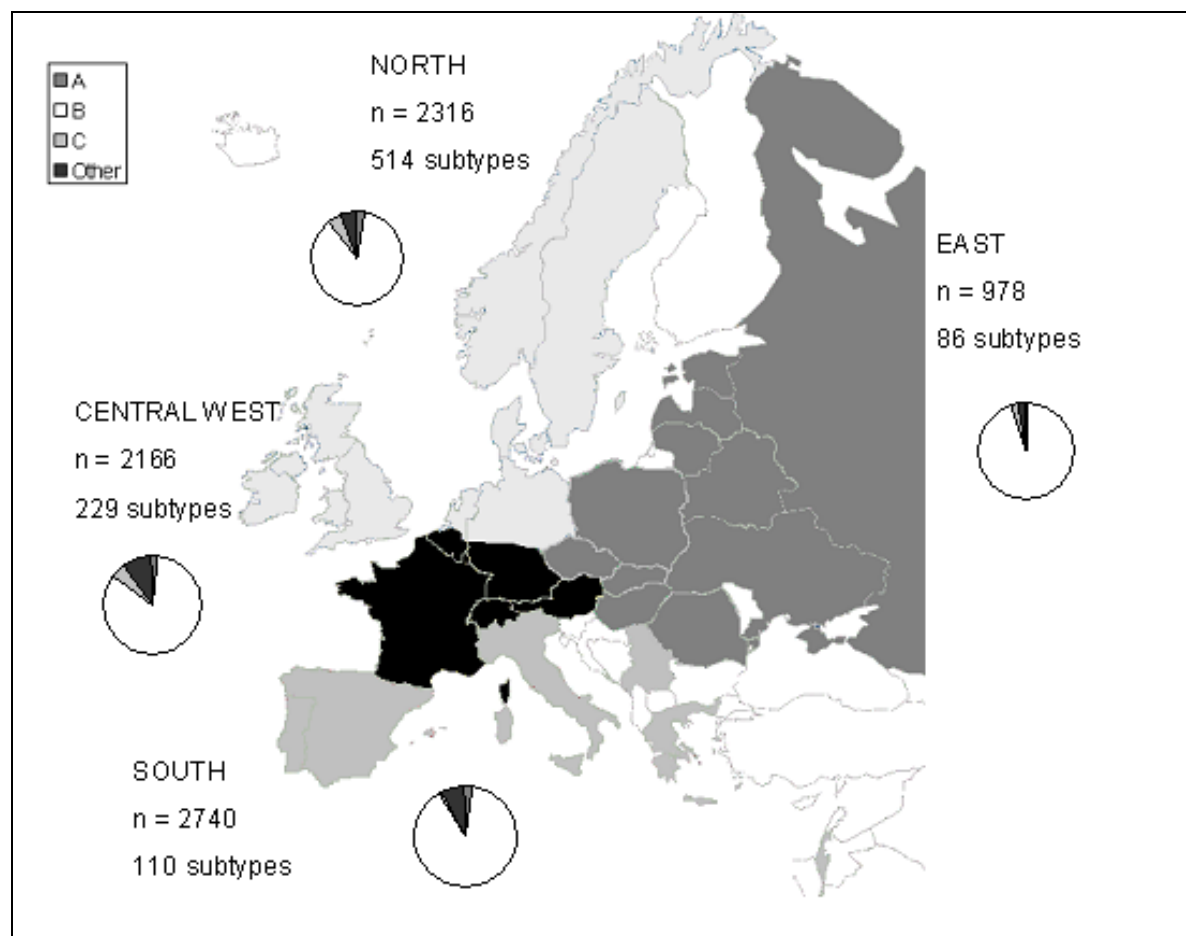 A
B
C
Other
NORTH
n = 2316
514 subtypes
EAST
n = 978
86 subtypes
CENTRAL WEST
n = 2166
229 subtypes
SOUTH
n = 2740
110 subtypes